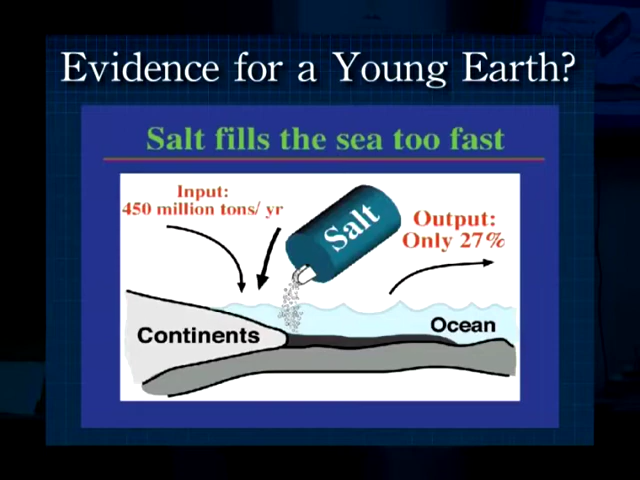 Evidence for a Young Earth?
Salt fills the sea too fast
Input:
450 million tons/ yr
Salt
Output:
Only 27%
Continents
Ocean